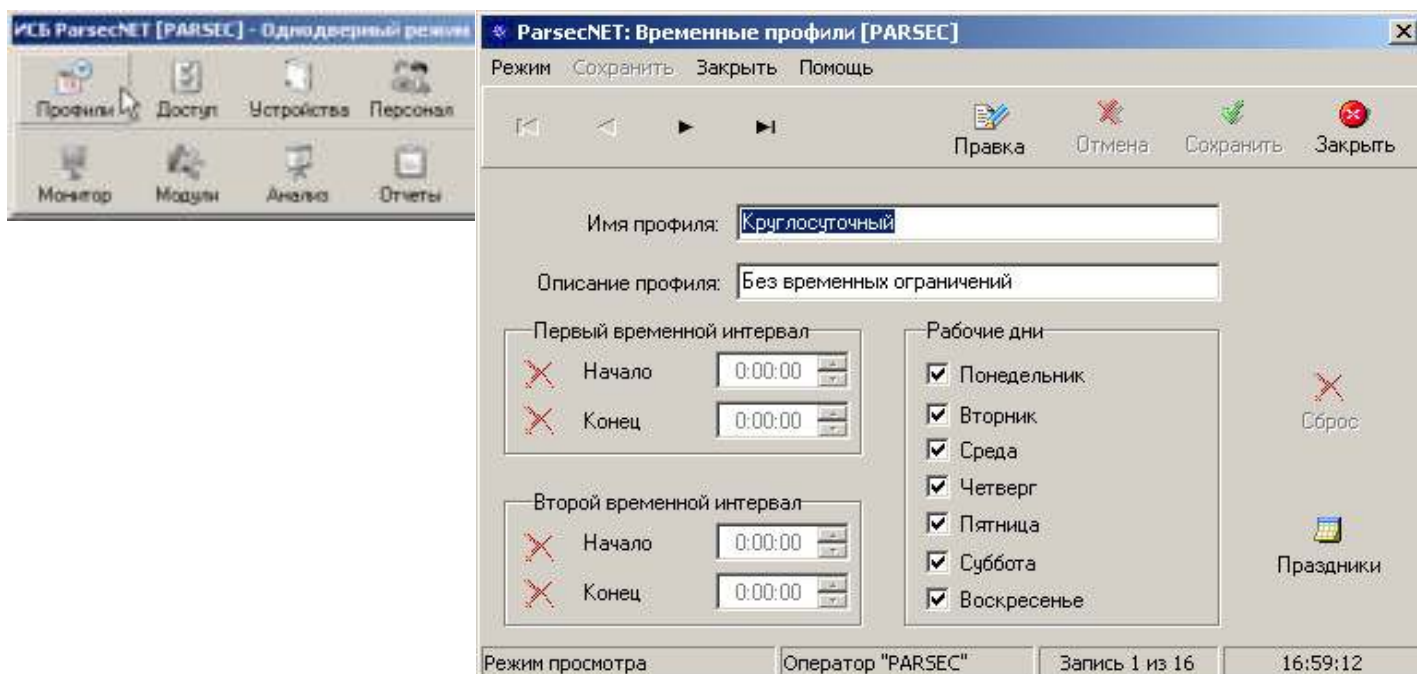 ИСБ ParsecNET [PARSEC] - Однодверный режим
Профили Доступ Устройства Персонал
Монитор Модули Анализ Отчеты
ParsecNET: Временные профили [PARSEC]
Режим Сохранить Закрыть Помощь
Правка Отмена Сохранить Закрыть
Имя профиля: Круглосуточный
Описание профиля: Без временных ограничений
Первый временной интервал
Начало 0:00:00
Конец 0:00:00
Второй временной интервал
Начало 0:00:00
Конец 0:00:00
Рабочие дни
Понедельник
Вторник
Среда
Четверг
Пятница
Суббота
Воскресенье
Сброс
Праздники
Режим просмотра Оператор "PARSEC" Запись 1 из 16 16:59:12